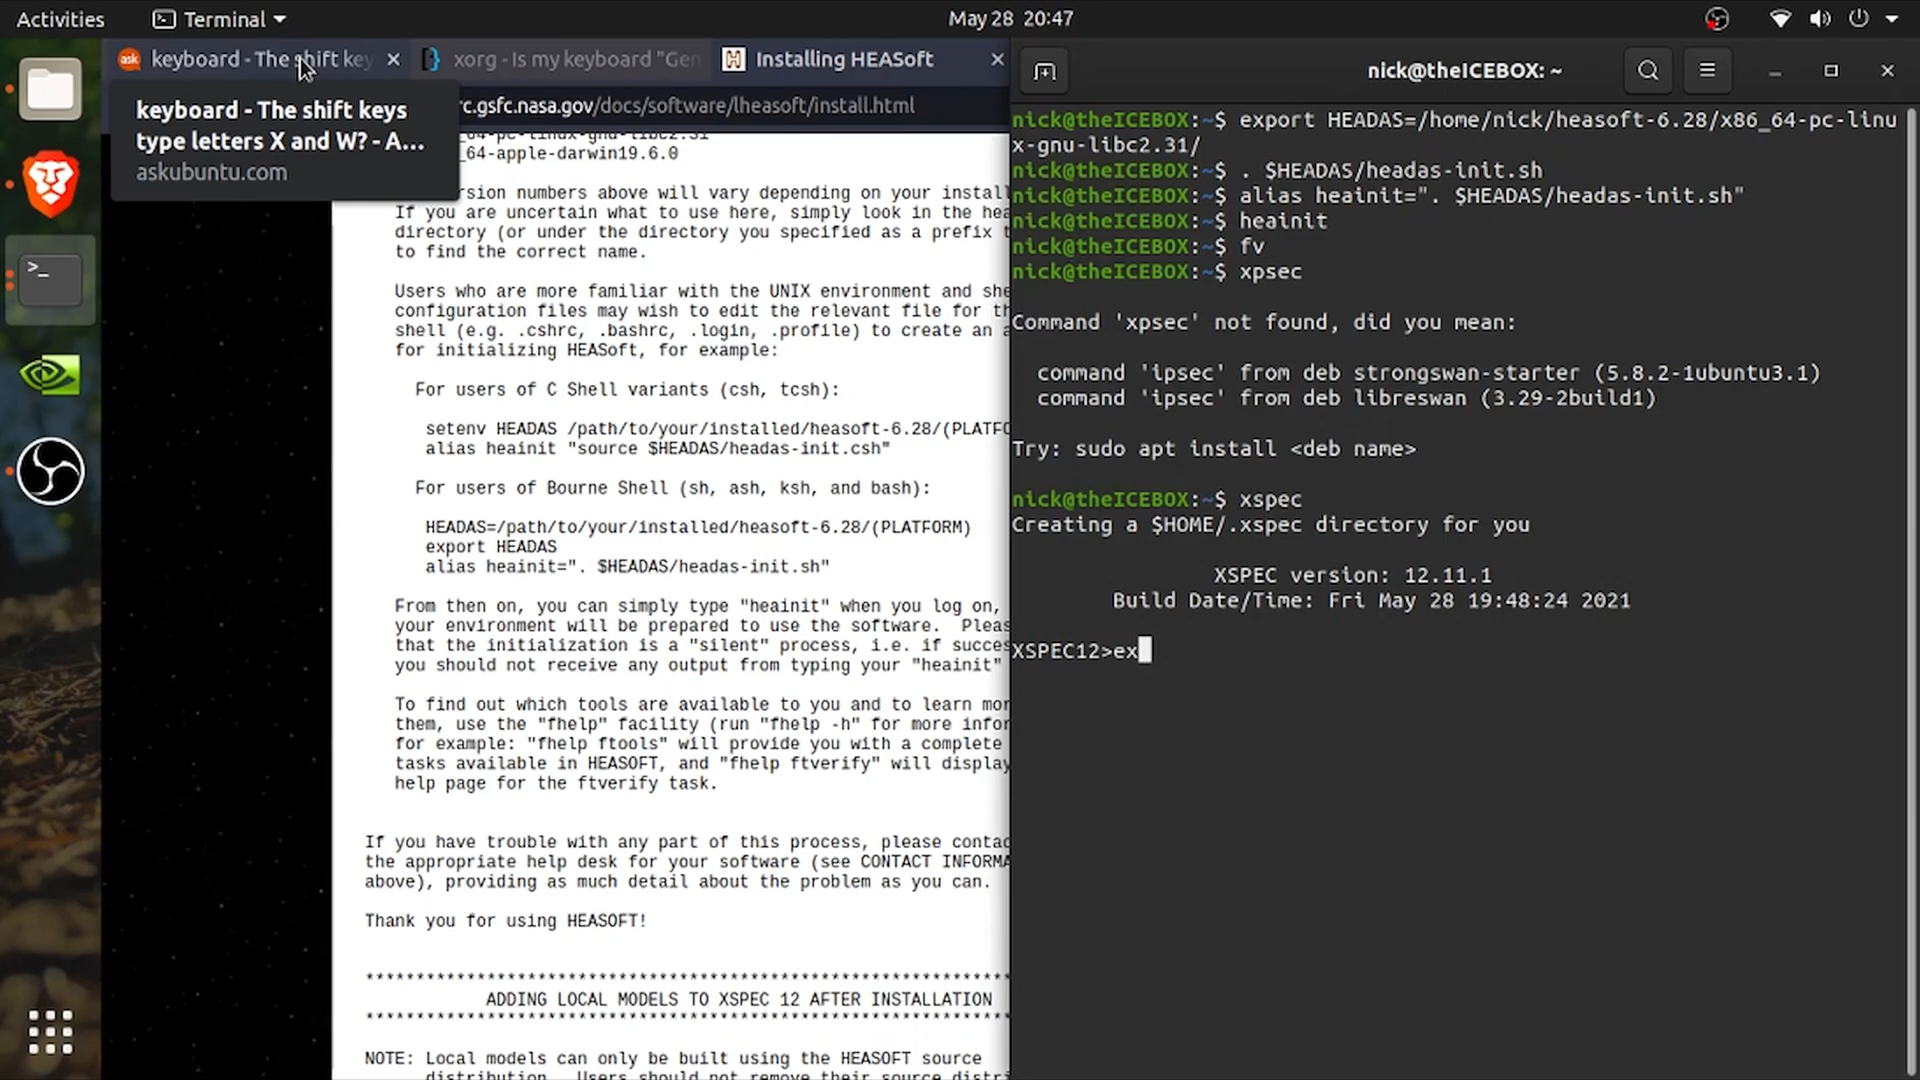 Activities
Terminal
May 28 20:47
keyboard - The shift key
xorg - Is my keyboard "Gen
Installing HEASoft
keyboard - The shift keys
type letters X and W? - A...
askubuntu.com
rc.gsfc.nasa.gov/docs/software/lheasoft/install.html
_64-pc-linux-gnu-libc2.31
_64-apple-darwin19.6.0
ersion numbers above will vary depending on your install
If you are uncertain what to use here, simply look in the hea
directory (or under the directory you specified as a prefix t
to find the correct name.
Users who are more familiar with the UNIX environment and she
configuration files may wish to edit the relevant file for th
shell (e.g. .cshrc, .bashrc, .login, .profile) to create an a
for initializing HEASoft, for example:
For users of C Shell variants (csh, tcsh):
setenv HEADAS /path/to/your/installed/heasoft-6.28/(PLATFO
alias heainit "source $HEADAS/headas-init.csh"
For users of Bourne Shell (sh, ash, ksh, and bash):
HEADAS=/path/to/your/installed/heasoft-6.28/(PLATFORM)
export HEADAS
alias heainit=". $HEADAS/headas-init.sh"
From then on, you can simply type "heainit" when you log on,
your environment will be prepared to use the software. Pleas
that the initialization is a "silent" process, i.e. if succes
you should not receive any output from typing your "heainit"
To find out which tools are available to you and to learn mor
them, use the "fhelp" facility (run "fhelp -h" for more infor
for example: "fhelp ftools" will provide you with a complete
tasks available in HEASOFT, and "fhelp ftverify" will display
help page for the ftverify task.
If you have trouble with any part of this process, please contac
the appropriate help desk for your software (see CONTACT INFORMA
above), providing as much detail about the problem as you can.
Thank you for using HEASOFT!
****************************************************************
ADDING LOCAL MODELS TO XSPEC 12 AFTER INSTALLATION
****************************************************************
NOTE: Local models can only be built using the HEASOFT source
distribution. Users should not remove their source distri
nick@theICEBOX: ~
nick@theICEBOX:~$ export HEADAS=/home/nick/heasoft-6.28/x86_64-pc-linu
x-gnu-libc2.31/
nick@theICEBOX:~$ . $HEADAS/headas-init.sh
nick@theICEBOX:~$ alias heainit=". $HEADAS/headas-init.sh"
nick@theICEBOX:~$ heainit
nick@theICEBOX:~$ fv
nick@theICEBOX:~$ xpsec
Command 'xpsec' not found, did you mean:
command 'ipsec' from deb strongswan-starter (5.8.2-1ubuntu3.1)
command 'ipsec' from deb libreswan (3.29-2build1)
Try: sudo apt install <deb name>
nick@theICEBOX:~$ xspec
Creating a $HOME/.xspec directory for you
XSPEC version: 12.11.1
Build Date/Time: Fri May 28 19:48:24 2021
XSPEC12>ex